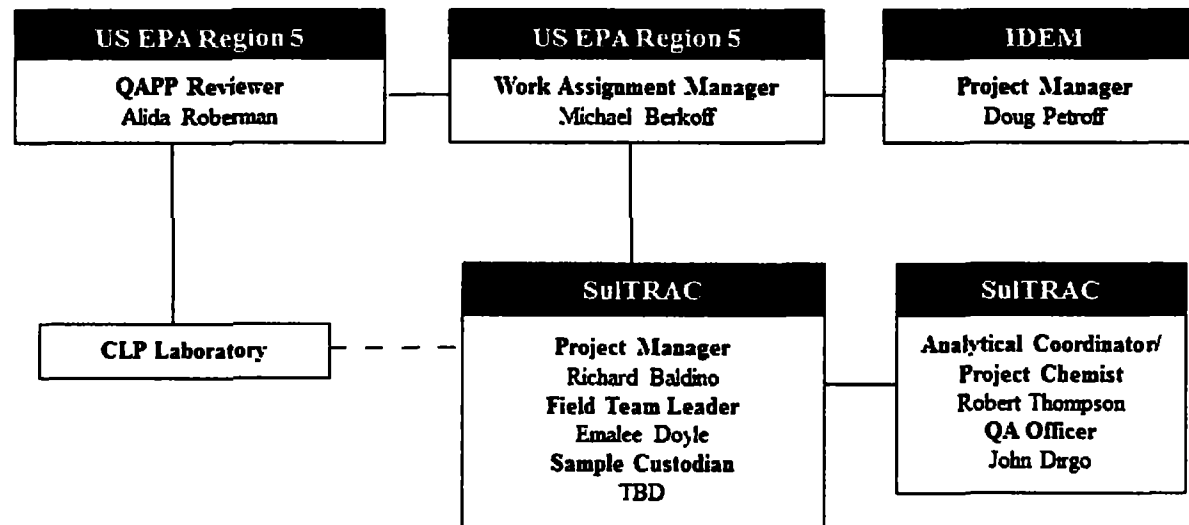 US EPA Region 5
QAPP Reviewer
Alida Roberman
US EPA Region 5
Work Assignment Manager
Michael Berkoff
IDEM
Project Manager
Doug Petroff
CLP Laboratory
SulTRAC
Project Manager
Richard Baldino
Field Team Leader
Emalee Doyle
Sample Custodian
TBD
SulTRAC
Analytical Coordinator/
Project Chemist
Robert Thompson
QA Officer
John Dirgo